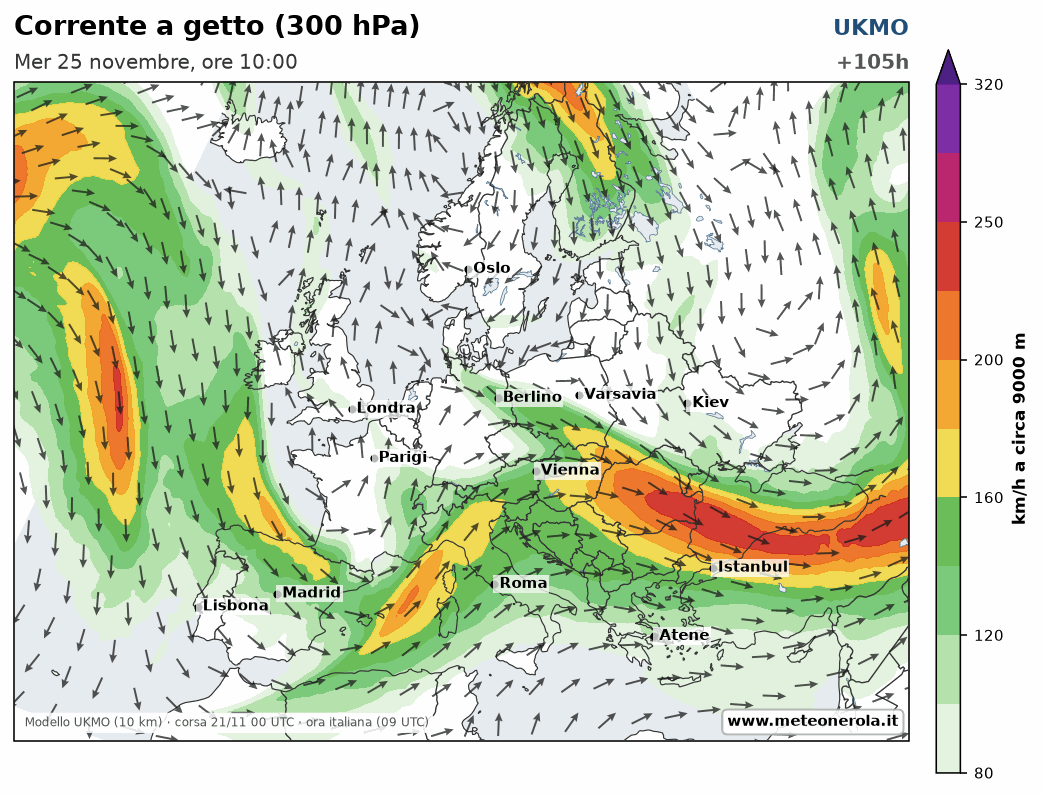 Corrente a getto (300 hPa)
UKMO
Mer 25 novembre, ore 10:00
+105h
320
250
200
160
120
80
km/h a circa 9000 m
Oslo
Berlino
Varsavia
Kiev
Londra
Parigi
Vienna
Istanbul
Roma
Madrid
Lisbona
Atene
Modello UKMO (10 km) · corsa 21/11 00 UTC · ora italiana (09 UTC)
www.meteonerola.it